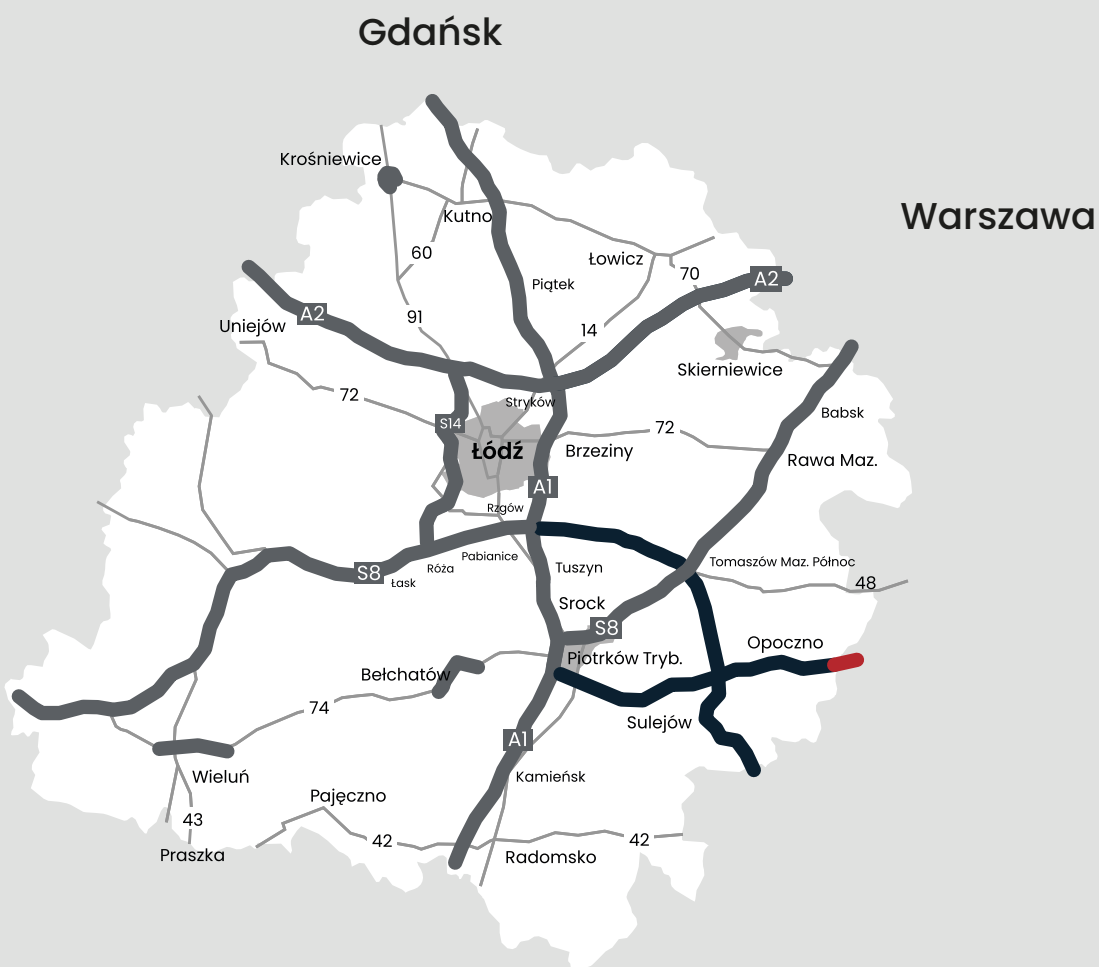 Gdańsk
Krośniewice
Warszawa
Kutno
60
Łowicz
70
A2
Piątek
A2
91
Uniejów
14
Skierniewice
72
Stryków
Babsk
S14
72
Łódź
Brzeziny
Rawa Maz.
A1
Rzgów
Pabianice
Tomaszów Maz. Północ
Róża
Tuszyn
S8
Łask
48
Srock
S8
Opoczno
Piotrków Tryb.
Bełchatów
74
Sulejów
A1
Wieluń
Kamieńsk
Pajęczno
43
42
42
Praszka
Radomsko